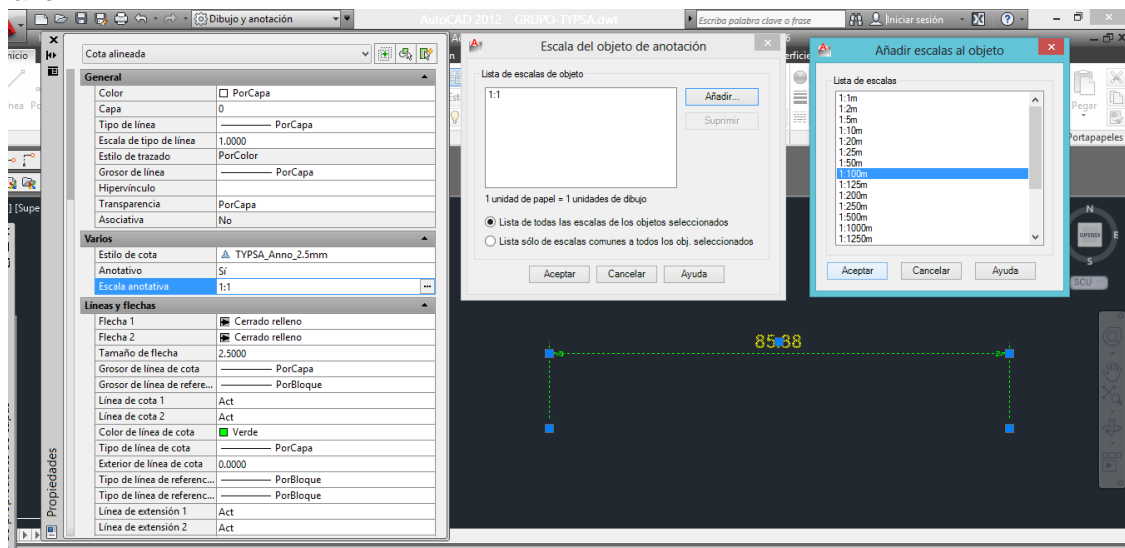 Dibujo y anotación
AutoCAD 2012 GRUPO-TYPSA.dwt
Escriba palabra clave o frase
Iniciar sesión
nicio
Cota alineada
General
Color PorCapa
Capa 0
Tipo de línea PorCapa
Escala de tipo de línea 1.0000
Estilo de trazado PorColor
Grosor de línea PorCapa
Hipervínculo
Transparencia PorCapa
Asociativa No
Varios
Estilo de cota TYPSA_Anno_2.5mm
Anotativo Sí
Escala anotativa 1:1
Líneas y flechas
Flecha 1 Cerrado relleno
Flecha 2 Cerrado relleno
Tamaño de flecha 2.5000
Grosor de línea de cota PorCapa
Grosor de línea de refere... PorBloque
Línea de cota 1 Act
Línea de cota 2 Act
Color de línea de cota Verde
Tipo de línea de cota PorCapa
Exterior de línea de cota 0.0000
Tipo de línea de referenc... PorBloque
Tipo de línea de referenc... PorBloque
Línea de extensión 1 Act
Línea de extensión 2 Act
Propiedades
[Supe
Escala del objeto de anotación
Lista de escalas de objeto
1:1
Añadir...
Suprimir
1 unidad de papel = 1 unidades de dibujo
Lista de todas las escalas de los objetos seleccionados
Lista sólo de escalas comunes a todos los obj. seleccionados
Aceptar Cancelar Ayuda
erficie
Añadir escalas al objeto
Lista de escalas
1:1m
1:2m
1:5m
1:10m
1:20m
1:25m
1:50m
1:100m
1:125m
1:200m
1:250m
1:500m
1:1000m
1:1250m
Aceptar Cancelar Ayuda
Pegar
Portapapeles
N
SUPERIOR E
S
SCU
85.38